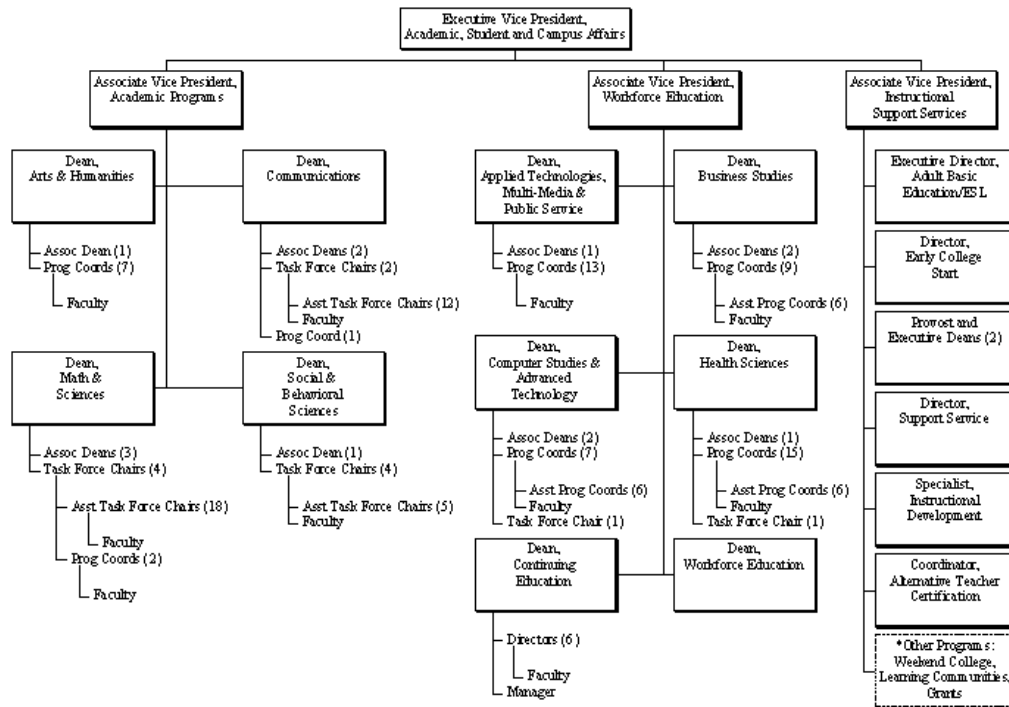 Executive Vice President,
Academic, Student and Campus Affairs
Associate Vice President,
Academic Programs
Associate Vice President,
Workforce Education
Associate Vice President,
Instructional
Support Services
Dean,
Arts & Humanities
Assoc Dean (1)
Prog Coords (7)
Faculty
Dean,
Communications
Assoc Deans (2)
Task Force Chairs (2)
Asst Task Force Chairs (12)
Faculty
Prog Coord (1)
Dean,
Math &
Sciences
Assoc Deans (3)
Task Force Chairs (4)
Asst Task Force Chairs (18)
Faculty
Prog Coords (2)
Faculty
Dean,
Social &
Behavioral
Sciences
Assoc Dean (1)
Task Force Chairs (4)
Asst Task Force Chairs (5)
Faculty
Dean,
Applied Technologies,
Multi-Media &
Public Service
Assoc Deans (1)
Prog Coords (13)
Faculty
Dean,
Business Studies
Assoc Deans (2)
Prog Coords (9)
Asst Prog Coords (6)
Faculty
Dean,
Computer Studies &
Advanced
Technology
Assoc Deans (2)
Prog Coords (7)
Asst Prog Coords (6)
Faculty
Task Force Chair (1)
Dean,
Health Sciences
Assoc Deans (1)
Prog Coords (15)
Asst Prog Coords (6)
Faculty
Task Force Chair (1)
Dean,
Continuing
Education
Directors (6)
Faculty
Manager
Dean,
Workforce Education
Executive Director,
Adult Basic
Education/ESL
Director,
Early College
Start
Provost and
Executive Deans (2)
Director,
Support Service
Specialist,
Instructional
Development
Coordinator,
Alternative Teacher
Certification
*Other Programs:
Weekend College,
Learning Communities,
Grants